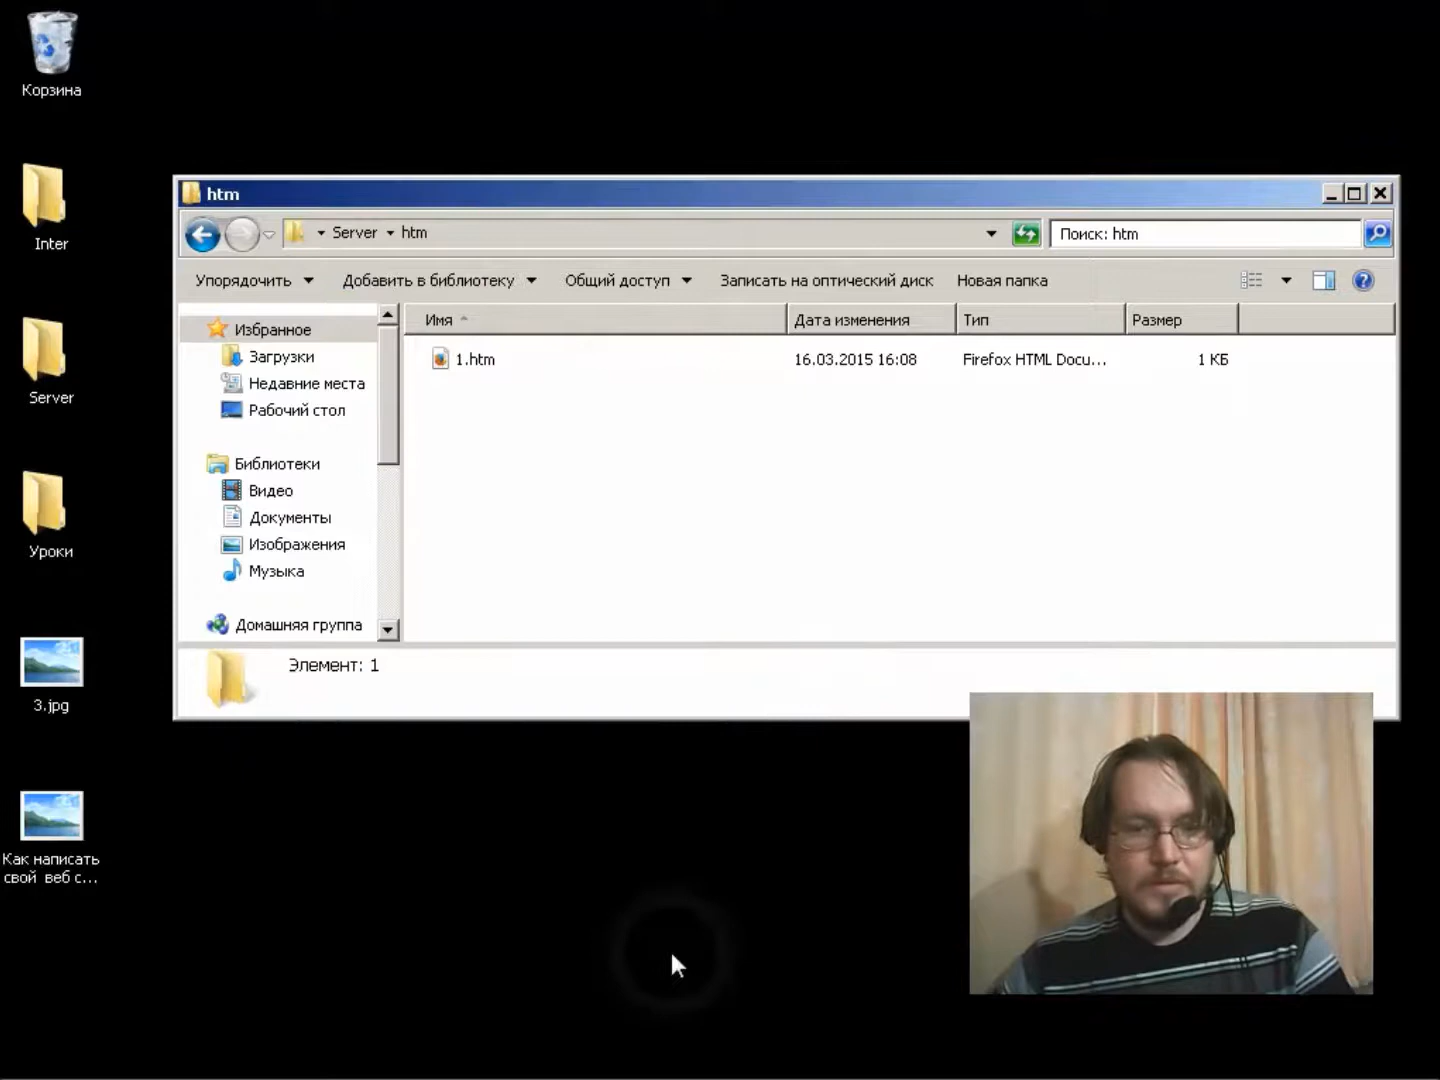 Корзина
Inter
Server
Уроки
3.jpg
Как написать
свой веб с...
htm
Server htm
Поиск: htm
Упорядочить Добавить в библиотеку Общий доступ Записать на оптический диск Новая папка
Избранное
Загрузки
Недавние места
Рабочий стол
Библиотеки
Видео
Документы
Изображения
Музыка
Домашняя группа
Имя Дата изменения Тип Размер
1.htm 16.03.2015 16:08 Firefox HTML Docu... 1 КБ
Элемент: 1